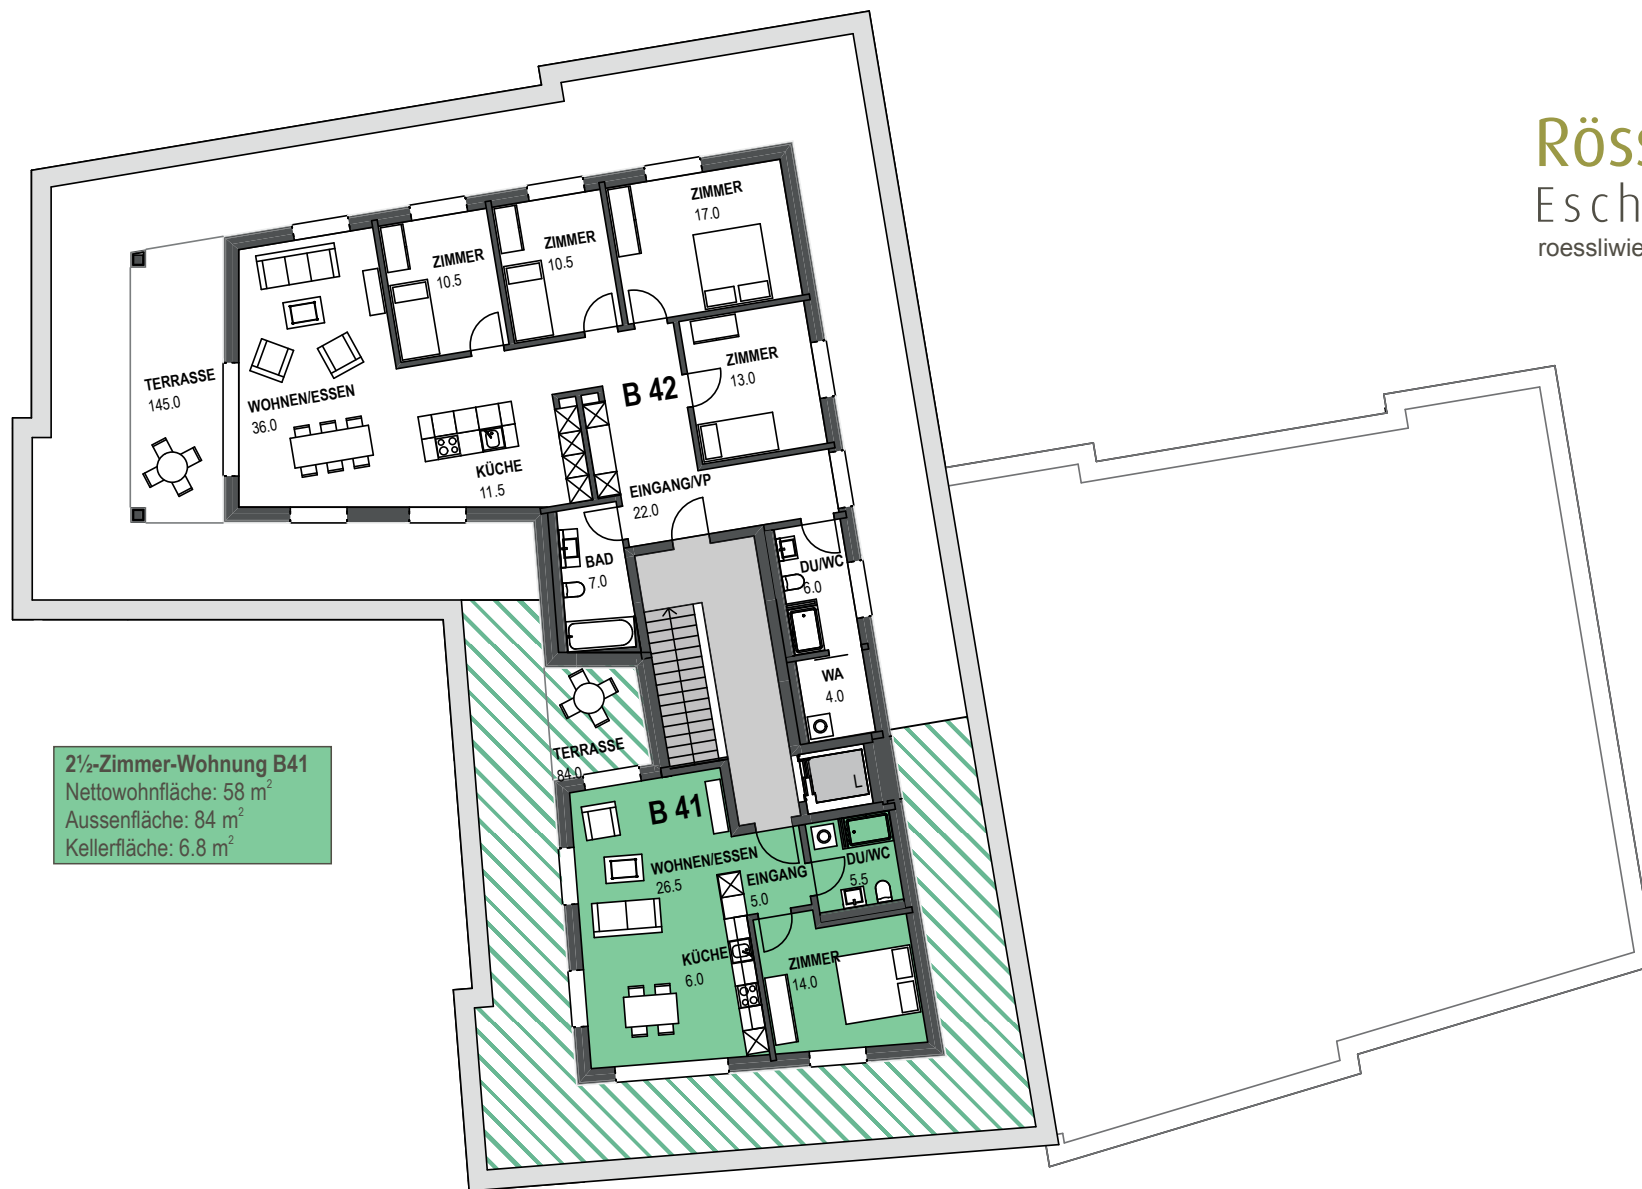 Röss
Esch
roessliwie
ZIMMER
17.0
ZIMMER
10.5
ZIMMER
10.5
ZIMMER
13.0
TERRASSE
145.0
WOHNEN/ESSEN
36.0
B 42
KÜCHE
11.5
EINGANG/VP
22.0
BAD
7.0
DU/WC
6.0
WA
4.0
L
TERRASSE
84.0
2½-Zimmer-Wohnung B41
Nettowohnfläche: 58 m²
Aussenfläche: 84 m²
Kellerfläche: 6.8 m²
B 41
WOHNEN/ESSEN
26.5
EINGANG
5.0
DU/WC
5.5
KÜCHE
6.0
ZIMMER
14.0